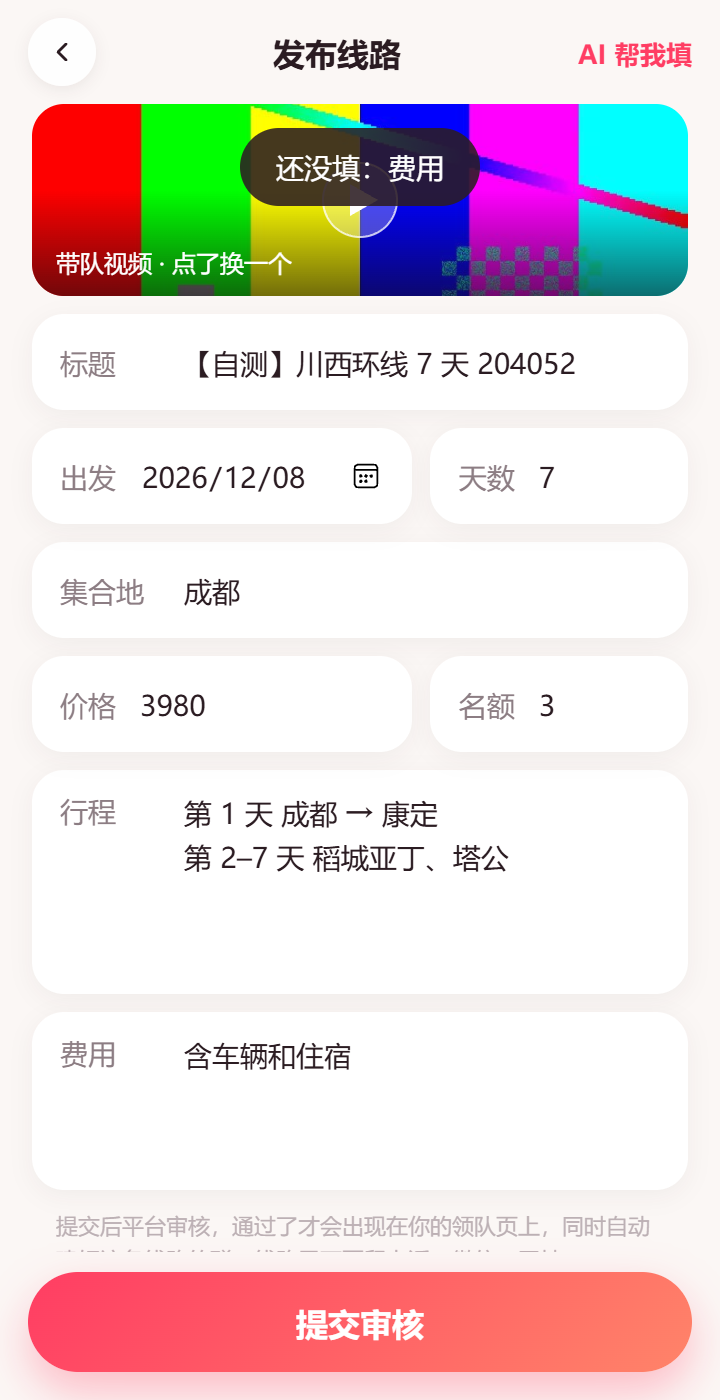 发布线路
AI 帮我填
还没填：费用
带队视频 · 点了换一个
标题 【自测】川西环线 7 天 204052
出发 2026/12/08
天数 7
集合地 成都
价格 3980
名额 3
行程 第 1 天 成都 → 康定
第 2–7 天 稻城亚丁、塔公
费用 含车辆和住宿
提交后平台审核，通过了才会出现在你的领队页上，同时自动
提交审核